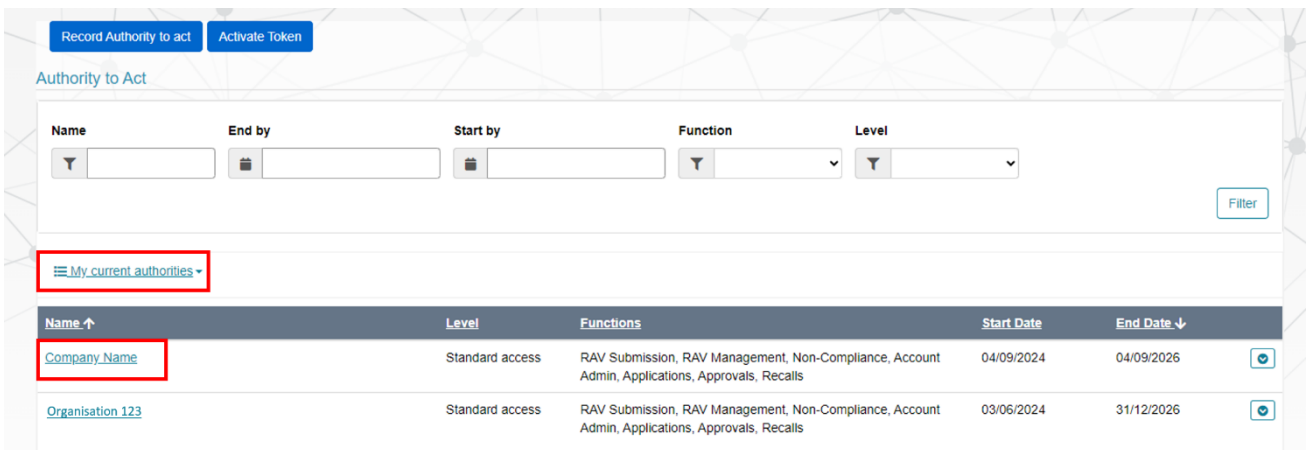 Record Authority to act Activate Token
Authority to Act
Name End by Start by Function Level
Filter
My current authorities
Name Level Functions Start Date End Date
Company Name Standard access RAV Submission, RAV Management, Non-Compliance, Account 04/09/2024 04/09/2026
Admin, Applications, Approvals, Recalls
Organisation 123 Standard access RAV Submission, RAV Management, Non-Compliance, Account 03/06/2024 31/12/2026
Admin, Applications, Approvals, Recalls